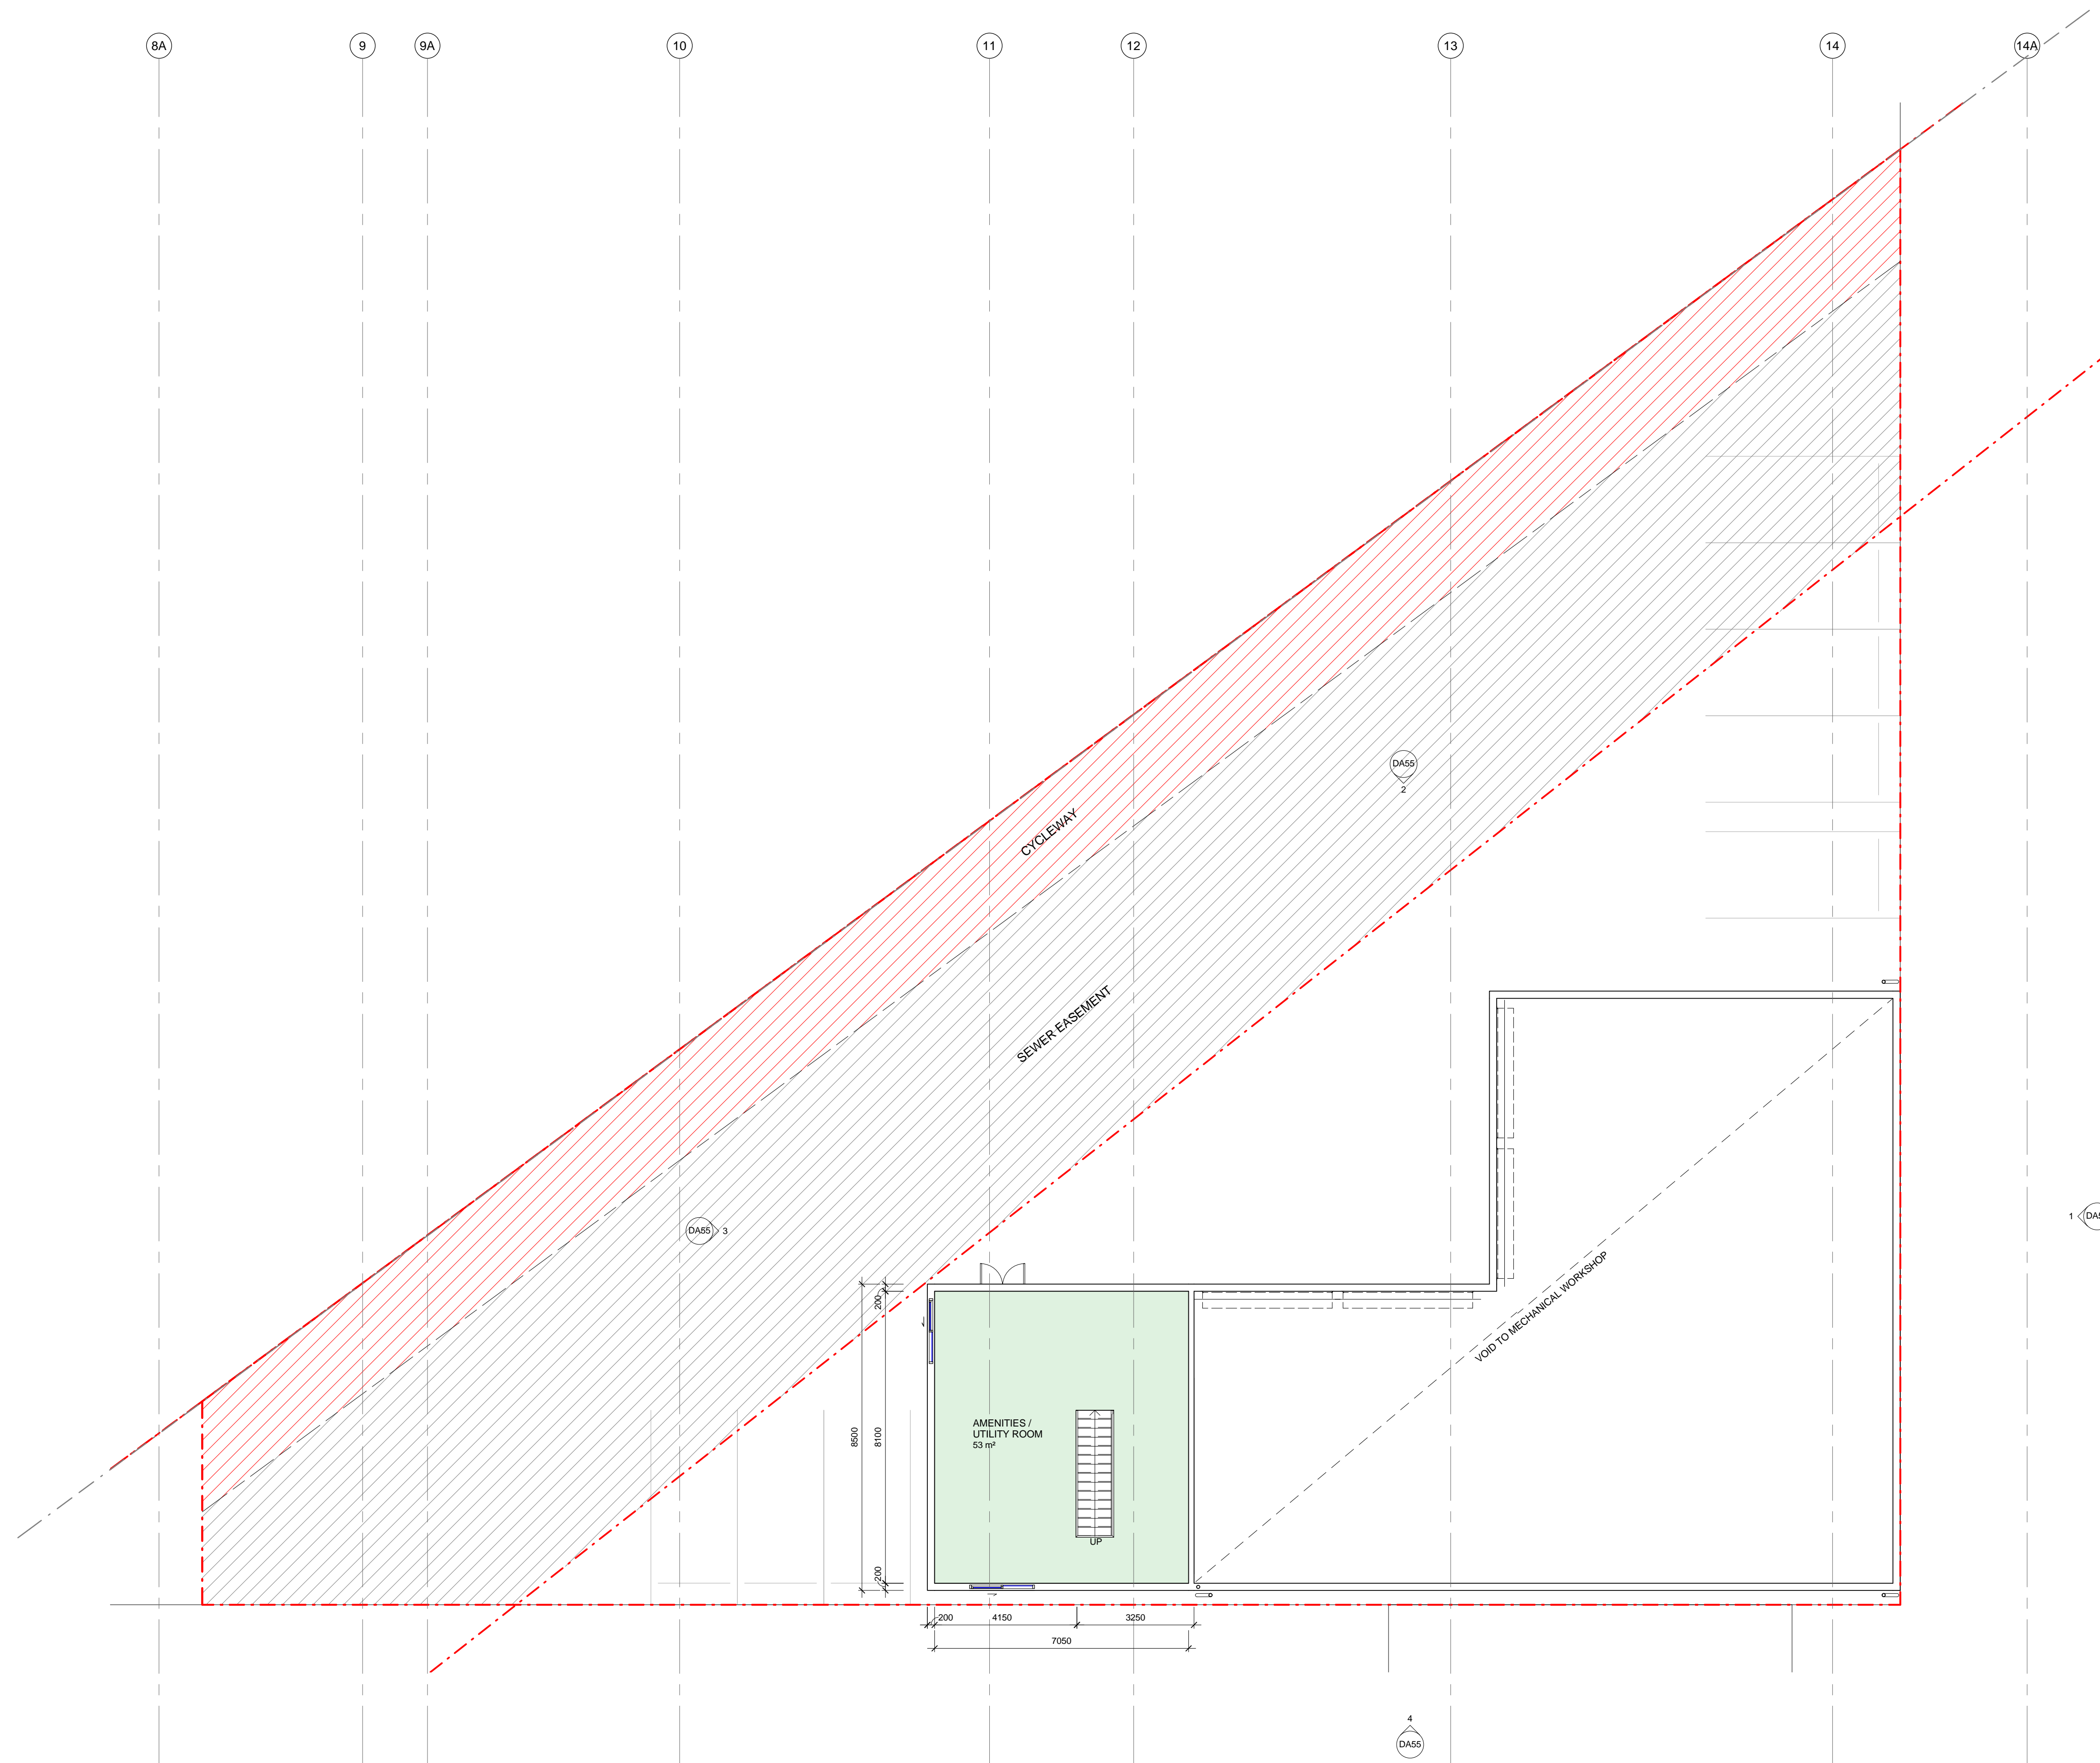 8A
9
9A
10
11
12
13
14
14A
DA55
2
CYCLEWAY
SEWER EASEMENT
DA55
3
1
VOID TO MECHANICAL WORKSHOP
200
8500
8100
200
AMENITIES /
UTILITY ROOM
53 m²
UP
200
4150
3250
7050
4
DA55